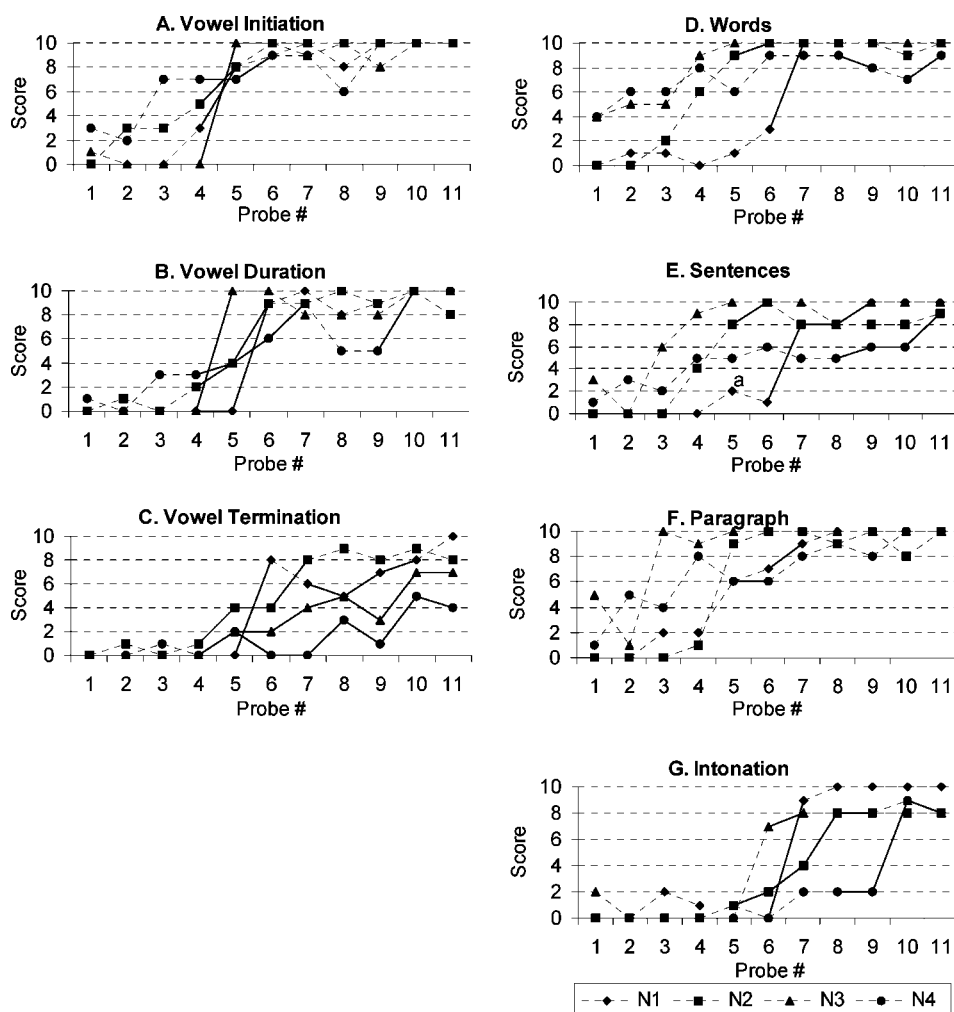 A. Vowel Initiation
Score
10
8
6
4
2
0
1 2 3 4 5 6 7 8 9 10 11
Probe #
B. Vowel Duration
Score
10
8
6
4
2
0
1 2 3 4 5 6 7 8 9 10 11
Probe #
C. Vowel Termination
Score
10
8
6
4
2
0
1 2 3 4 5 6 7 8 9 10 11
Probe #
D. Words
Score
10
8
6
4
2
0
1 2 3 4 5 6 7 8 9 10 11
Probe #
E. Sentences
Score
10
8
6
4
2
0
a
1 2 3 4 5 6 7 8 9 10 11
Probe #
F. Paragraph
Score
10
8
6
4
2
0
1 2 3 4 5 6 7 8 9 10 11
Probe #
G. Intonation
Score
10
8
6
4
2
0
1 2 3 4 5 6 7 8 9 10 11
Probe #
N1 N2 N3 N4